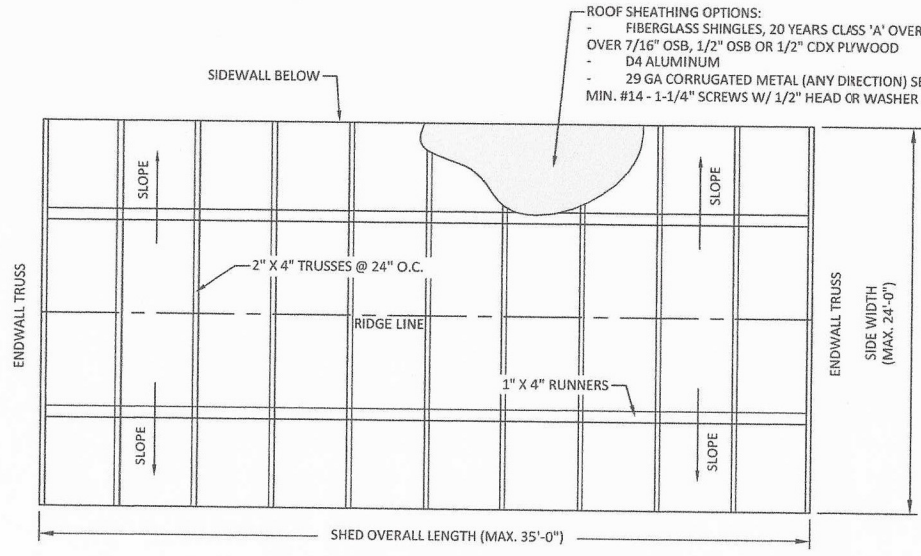 ROOF SHEATHING OPTIONS:
- FIBERGLASS SHINGLES, 20 YEARS CLASS 'A' OVER
OVER 7/16" OSB, 1/2" OSB OR 1/2" CDX PLYWOOD
- D4 ALUMINUM
- 29 GA CORRUGATED METAL (ANY DIRECTION)
MIN. #14 - 1-1/4" SCREWS W/ 1/2" HEAD OR WASHER
SIDEWALL BELOW
SLOPE
SLOPE
2" X 4" TRUSSES @ 24" O.C.
ENDWALL TRUSS
RIDGE LINE
ENDWALL TRUSS
SIDE WIDTH
(MAX. 24'-0")
1" X 4" RUNNERS
SLOPE
SLOPE
SHED OVERALL LENGTH (MAX. 35'-0")